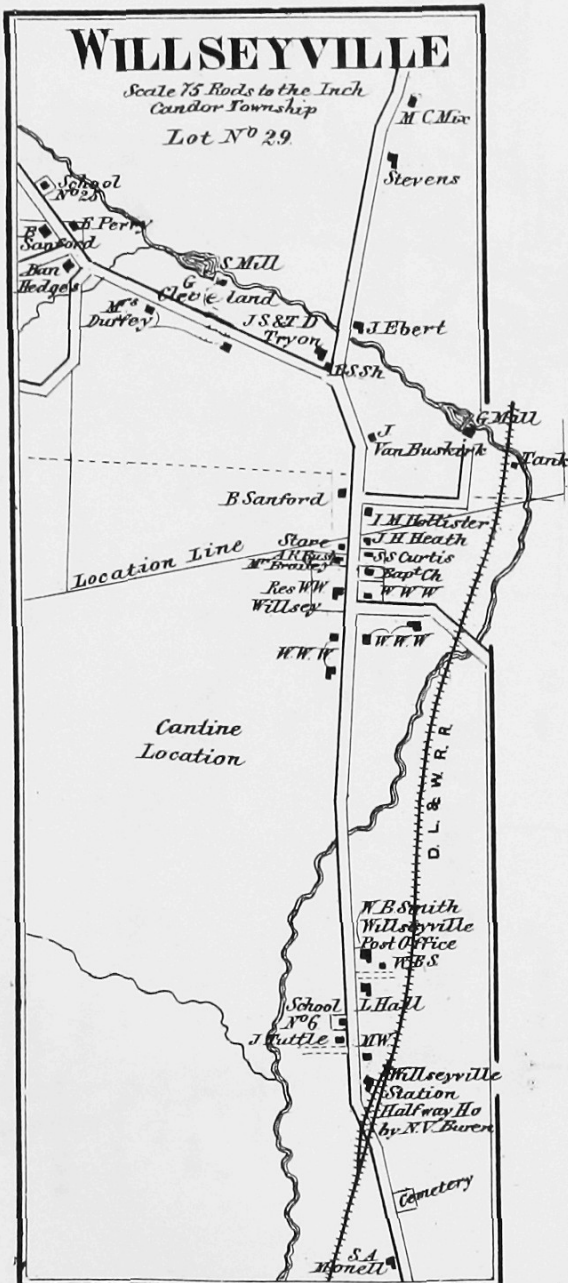 WILLSEYVILLE
Scale 75 Rods to the Inch
Candor Township
Lot No 29
M C Mix
Stevens
School
No 25
E Perry
B
Sanford
Dan
Hedges
S Mill
G
Cleveland
Mrs
Durfey
J S & T D
Tryon
J. Ebert
B.S.Sh
G Mill
J
Van Buskirk
Tank
B Sanford
I M Hollister
Store
J. H. Heath
Location Line
S S Curtis
Bapt Ch
Res W W
Willsey
W W W
W. W. W
W. W. W
Cantine
Location
D. L. & W. R. R.
W B Smith
Willseyville
Post Office
W B S.
School
No 6
L Hall
J Tuttle
M W.
Willseyville
Station
Halfway Ho
by N. V. Buren
Cemetery
S A
Monell